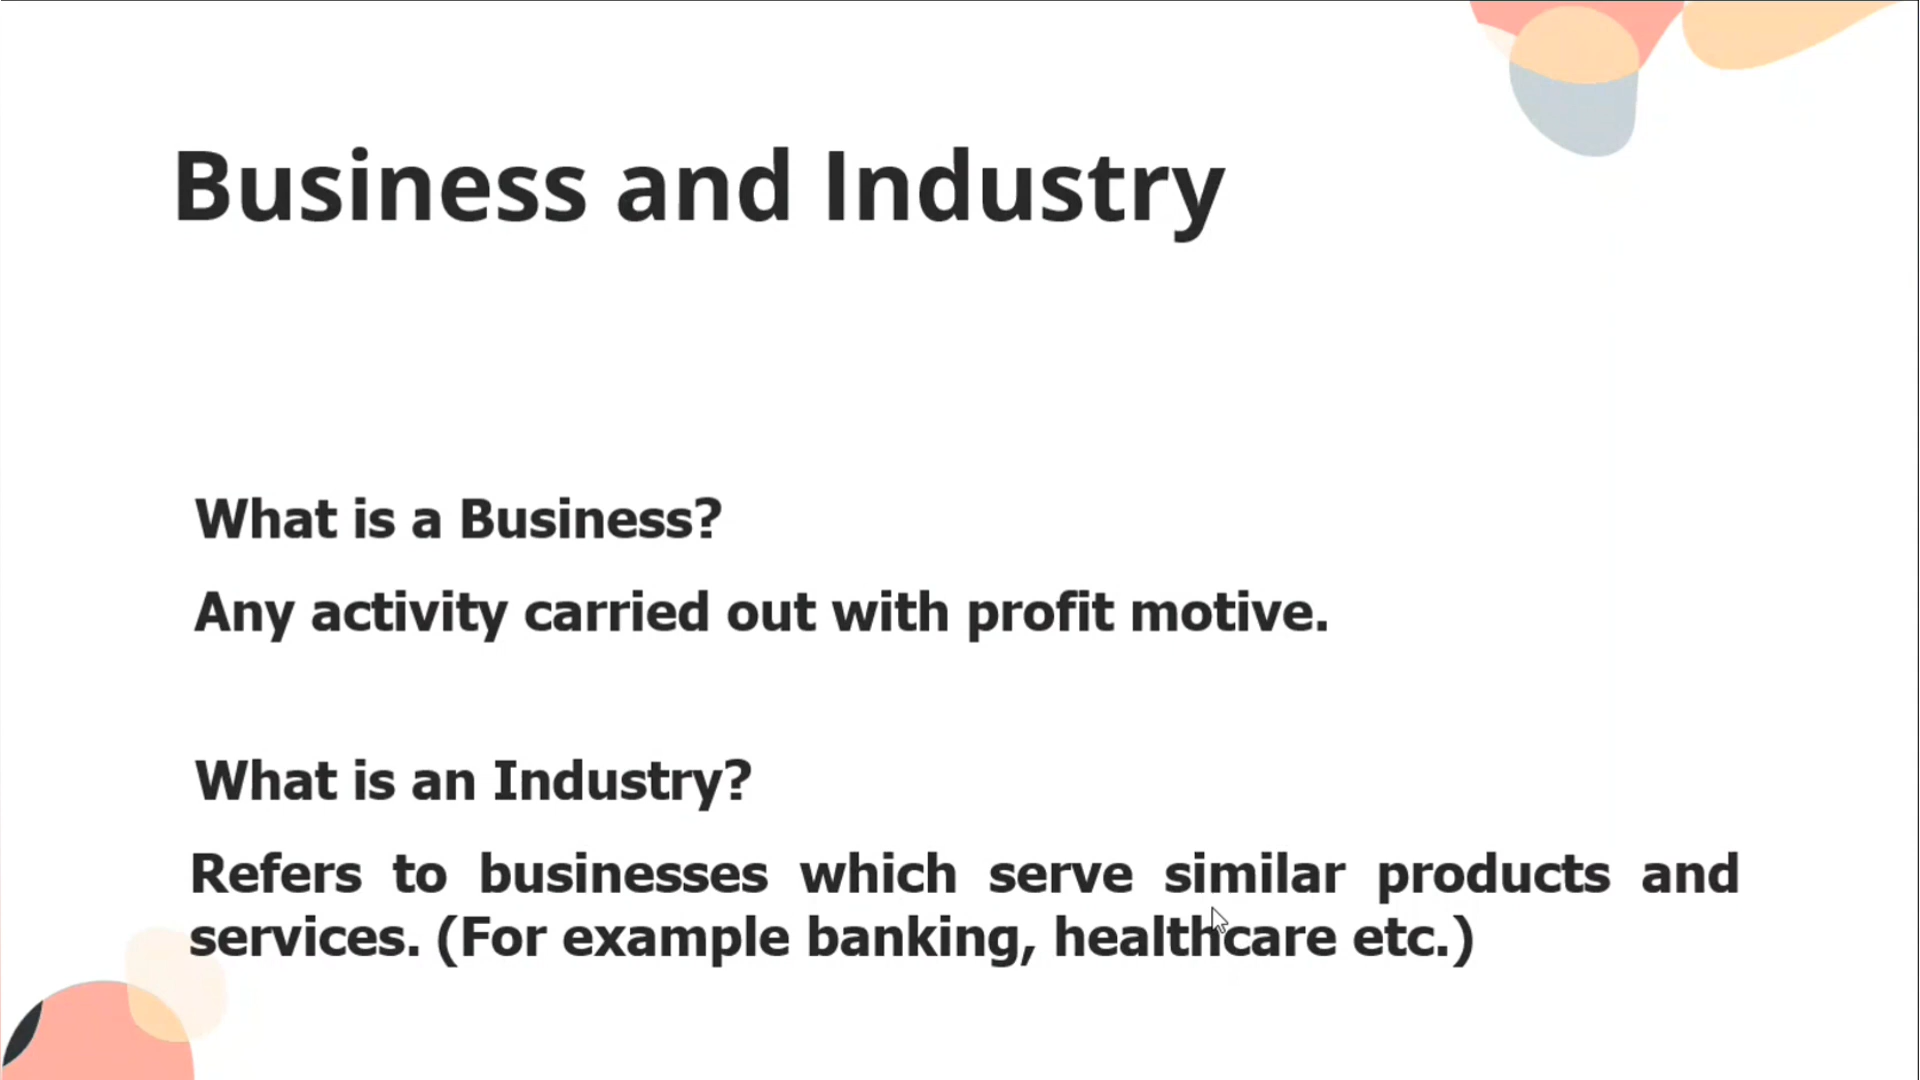 Business and Industry
What is a Business?
Any activity carried out with profit motive.
What is an Industry?
Refers to businesses which serve similar products and
services. (For example banking, healthcare etc.)